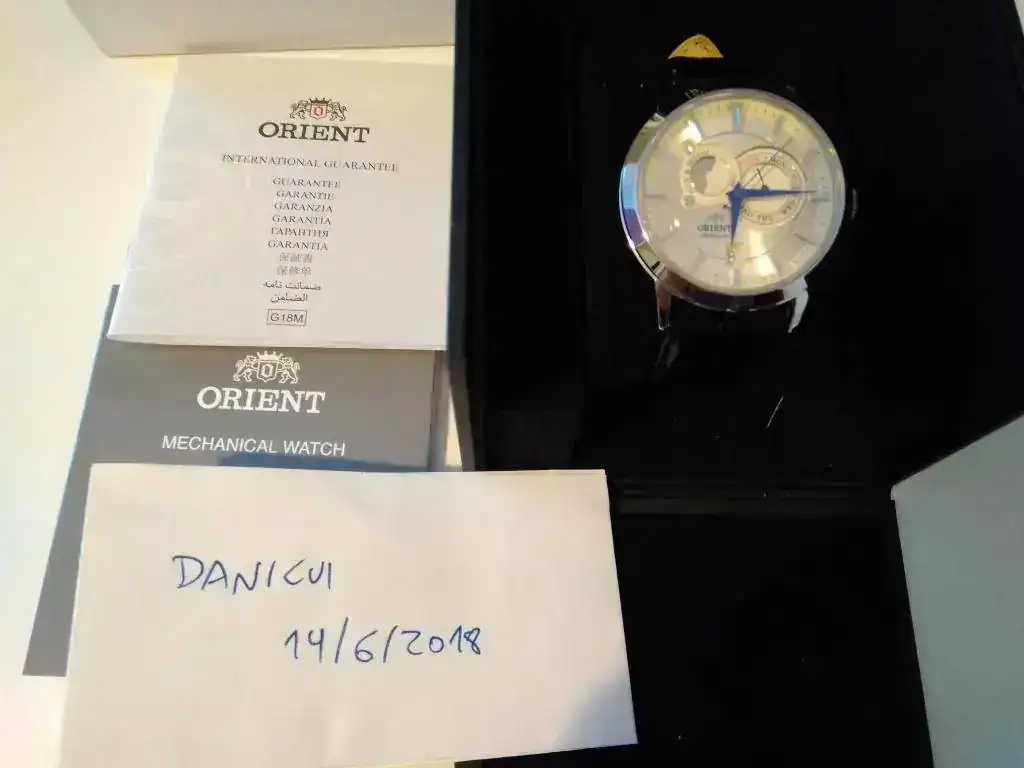 ORIENT
INTERNATIONAL GUARANTEE
GUARANTEE
GARANTIE
GARANZIA
GARANTIA
ГАРАНТИЯ
GARANTIA
保証書
保修单
ضمانت نامه
الضامن
G18M
ORIENT
MECHANICAL WATCH
DANICUI
14/6/2018
ORIENT